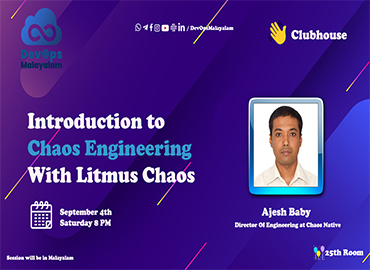 DevOps
Malayalam
/ DevOpsMalayalam
Clubhouse
Introduction to
Chaos Engineering
With Litmus Chaos
September 4th
Saturday 8 PM
Ajesh Baby
Director Of Engineering at Chaos Native
Session will be in Malayalam
25th Room